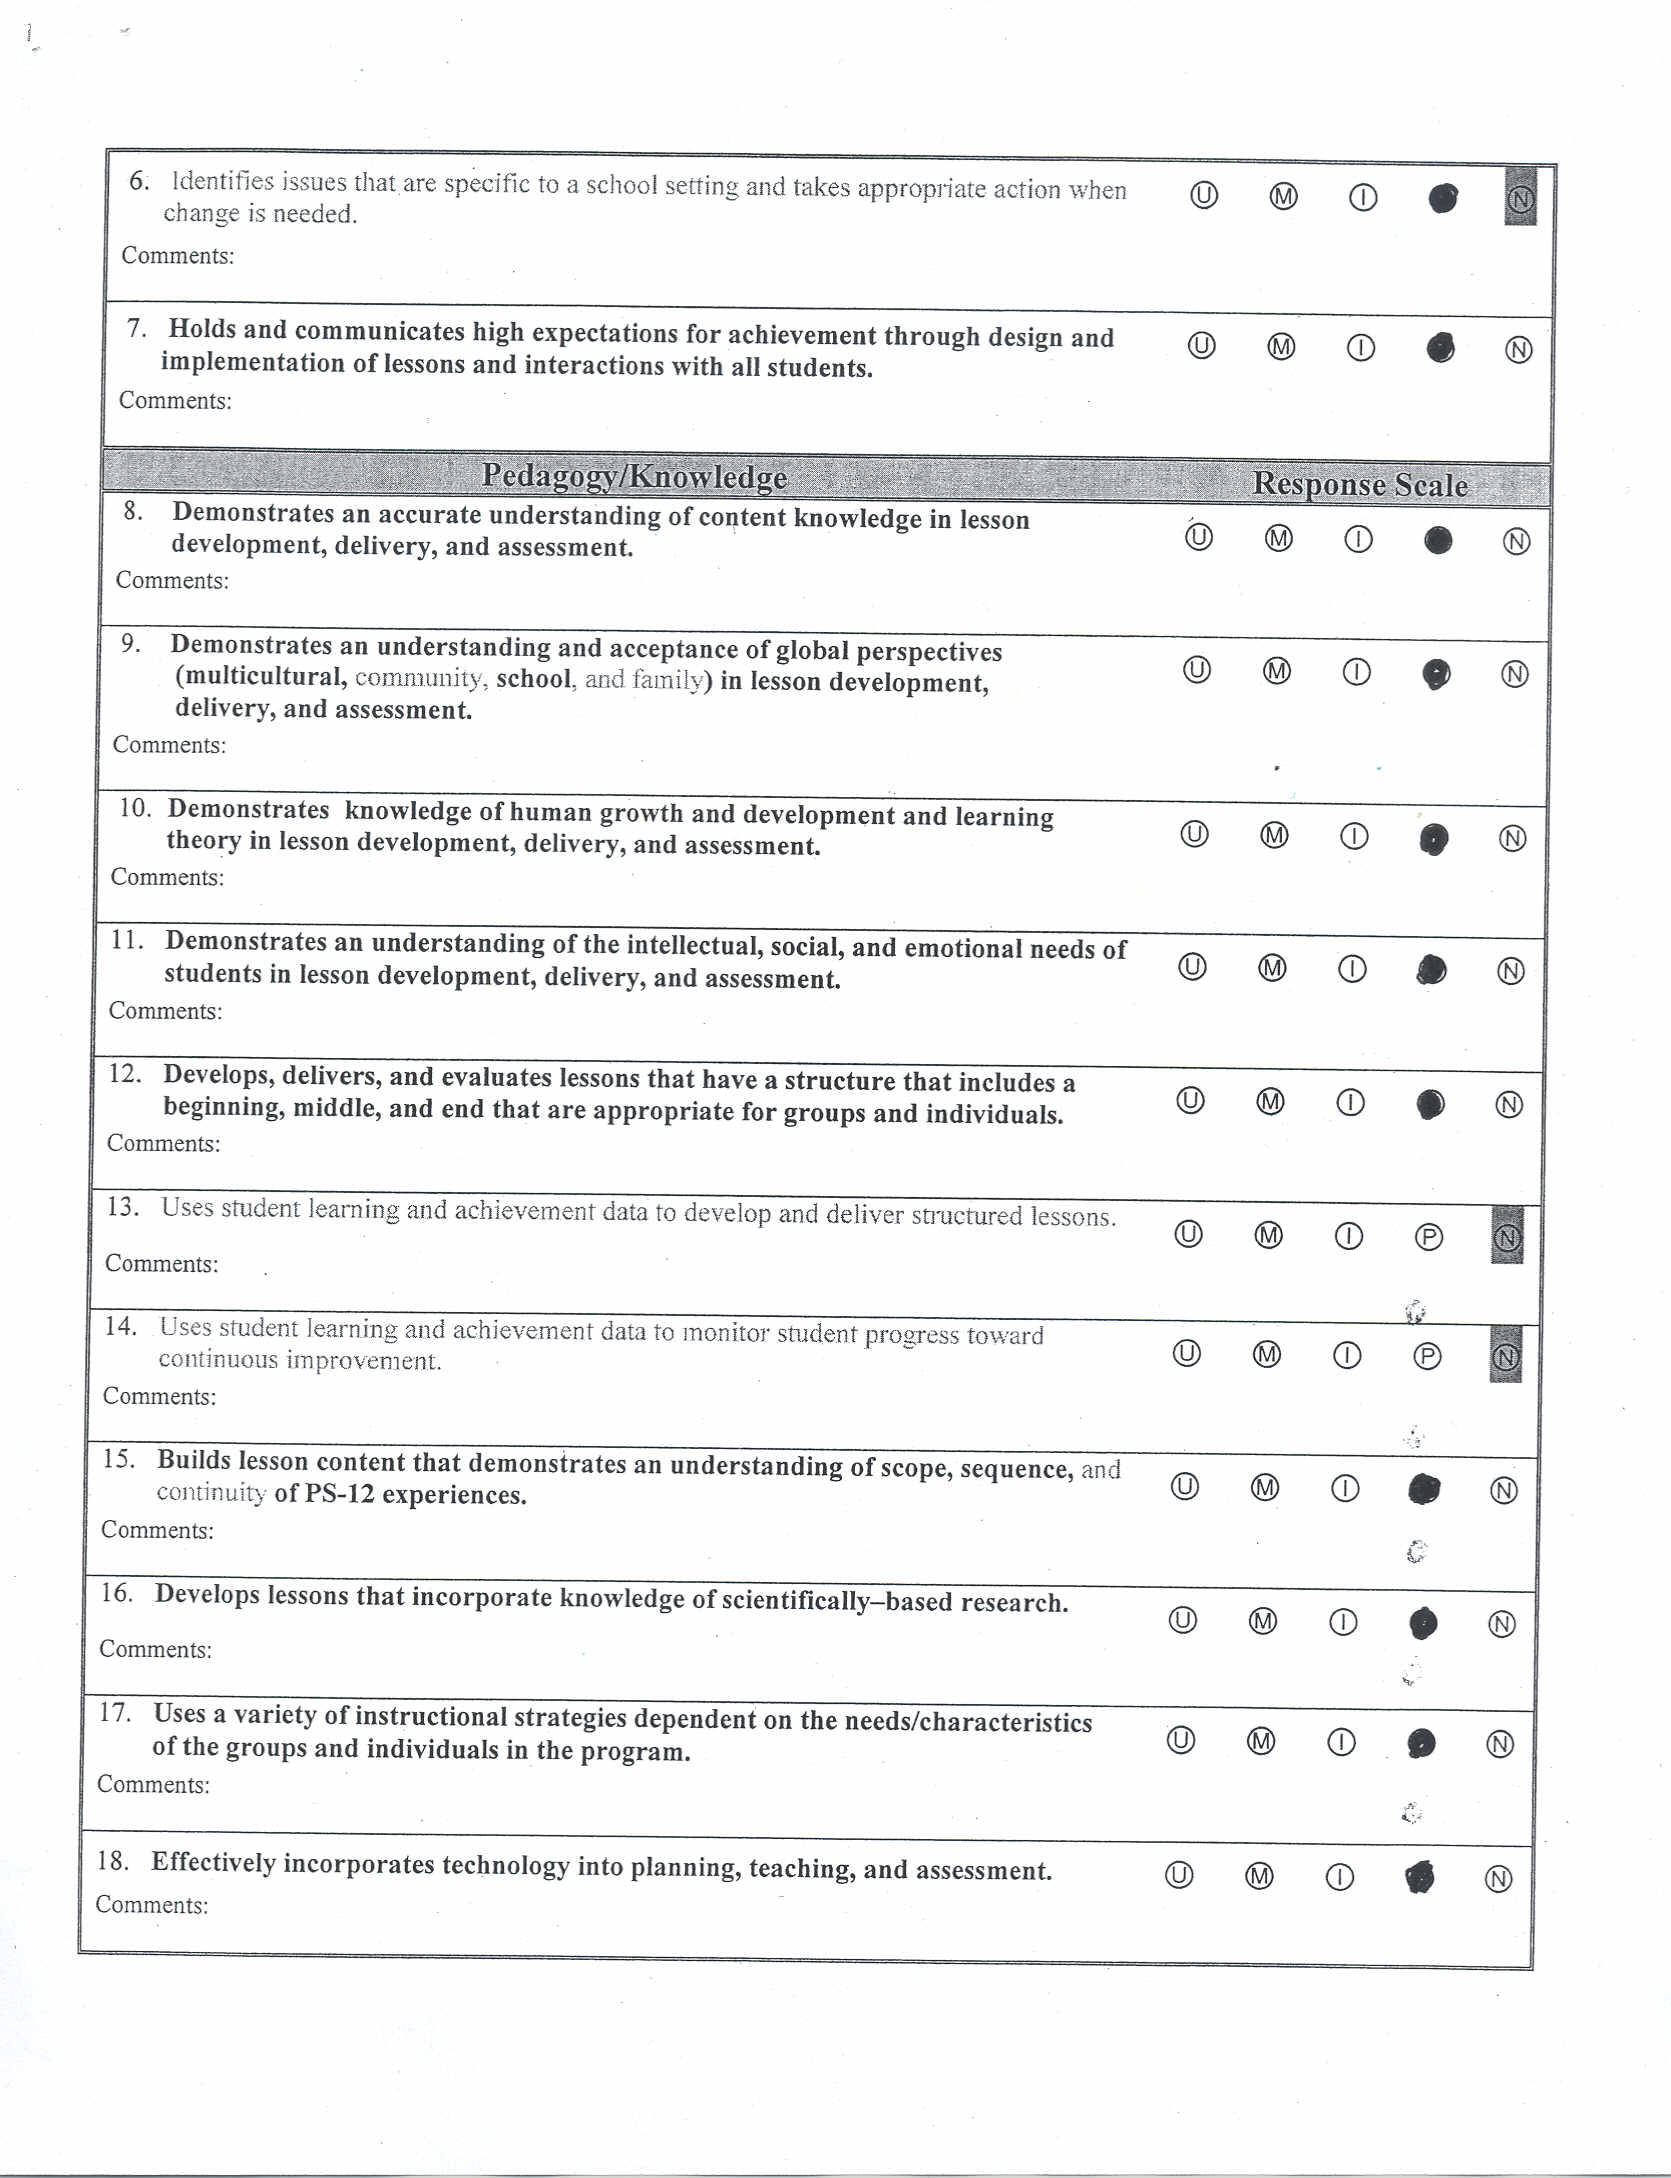 6. Identifies issues that are specific to a school setting and takes appropriate action when Ⓤ Ⓜ Ⓘ Ⓝ
change is needed.
Comments:
7. Holds and communicates high expectations for achievement through design and Ⓤ Ⓜ Ⓘ Ⓝ
implementation of lessons and interactions with all students.
Comments:
Pedagogy/Knowledge Response Scale
8. Demonstrates an accurate understanding of content knowledge in lesson Ⓤ Ⓜ Ⓘ Ⓝ
development, delivery, and assessment.
Comments:
9. Demonstrates an understanding and acceptance of global perspectives Ⓤ Ⓜ Ⓘ Ⓝ
(multicultural, community, school, and family) in lesson development,
delivery, and assessment.
Comments:
10. Demonstrates knowledge of human growth and development and learning Ⓤ Ⓜ Ⓘ Ⓝ
theory in lesson development, delivery, and assessment.
Comments:
11. Demonstrates an understanding of the intellectual, social, and emotional needs of Ⓤ Ⓜ Ⓘ Ⓝ
students in lesson development, delivery, and assessment.
Comments:
12. Develops, delivers, and evaluates lessons that have a structure that includes a Ⓤ Ⓜ Ⓘ Ⓝ
beginning, middle, and end that are appropriate for groups and individuals.
Comments:
13. Uses student learning and achievement data to develop and deliver structured lessons. Ⓤ Ⓜ Ⓘ Ⓟ Ⓝ
Comments:
14. Uses student learning and achievement data to monitor student progress toward Ⓤ Ⓜ Ⓘ Ⓟ Ⓝ
continuous improvement.
Comments:
15. Builds lesson content that demonstrates an understanding of scope, sequence, and Ⓤ Ⓜ Ⓘ Ⓝ
continuity of PS-12 experiences.
Comments:
16. Develops lessons that incorporate knowledge of scientifically–based research. Ⓤ Ⓜ Ⓘ Ⓝ
Comments:
17. Uses a variety of instructional strategies dependent on the needs/characteristics Ⓤ Ⓜ Ⓘ Ⓝ
of the groups and individuals in the program.
Comments:
18. Effectively incorporates technology into planning, teaching, and assessment. Ⓤ Ⓜ Ⓘ Ⓝ
Comments: